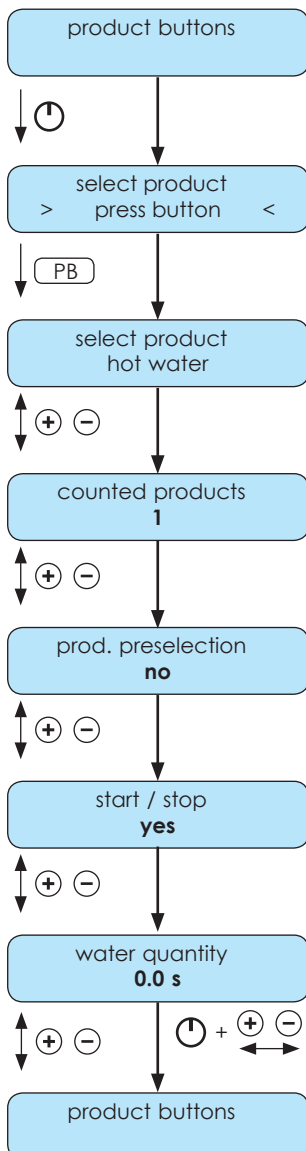 product buttons
select product
> press button <
PB
select product
hot water
+ −
counted products
1
+ −
prod. preselection
no
+ −
start / stop
yes
+ −
water quantity
0.0 s
+ − + + −
product buttons